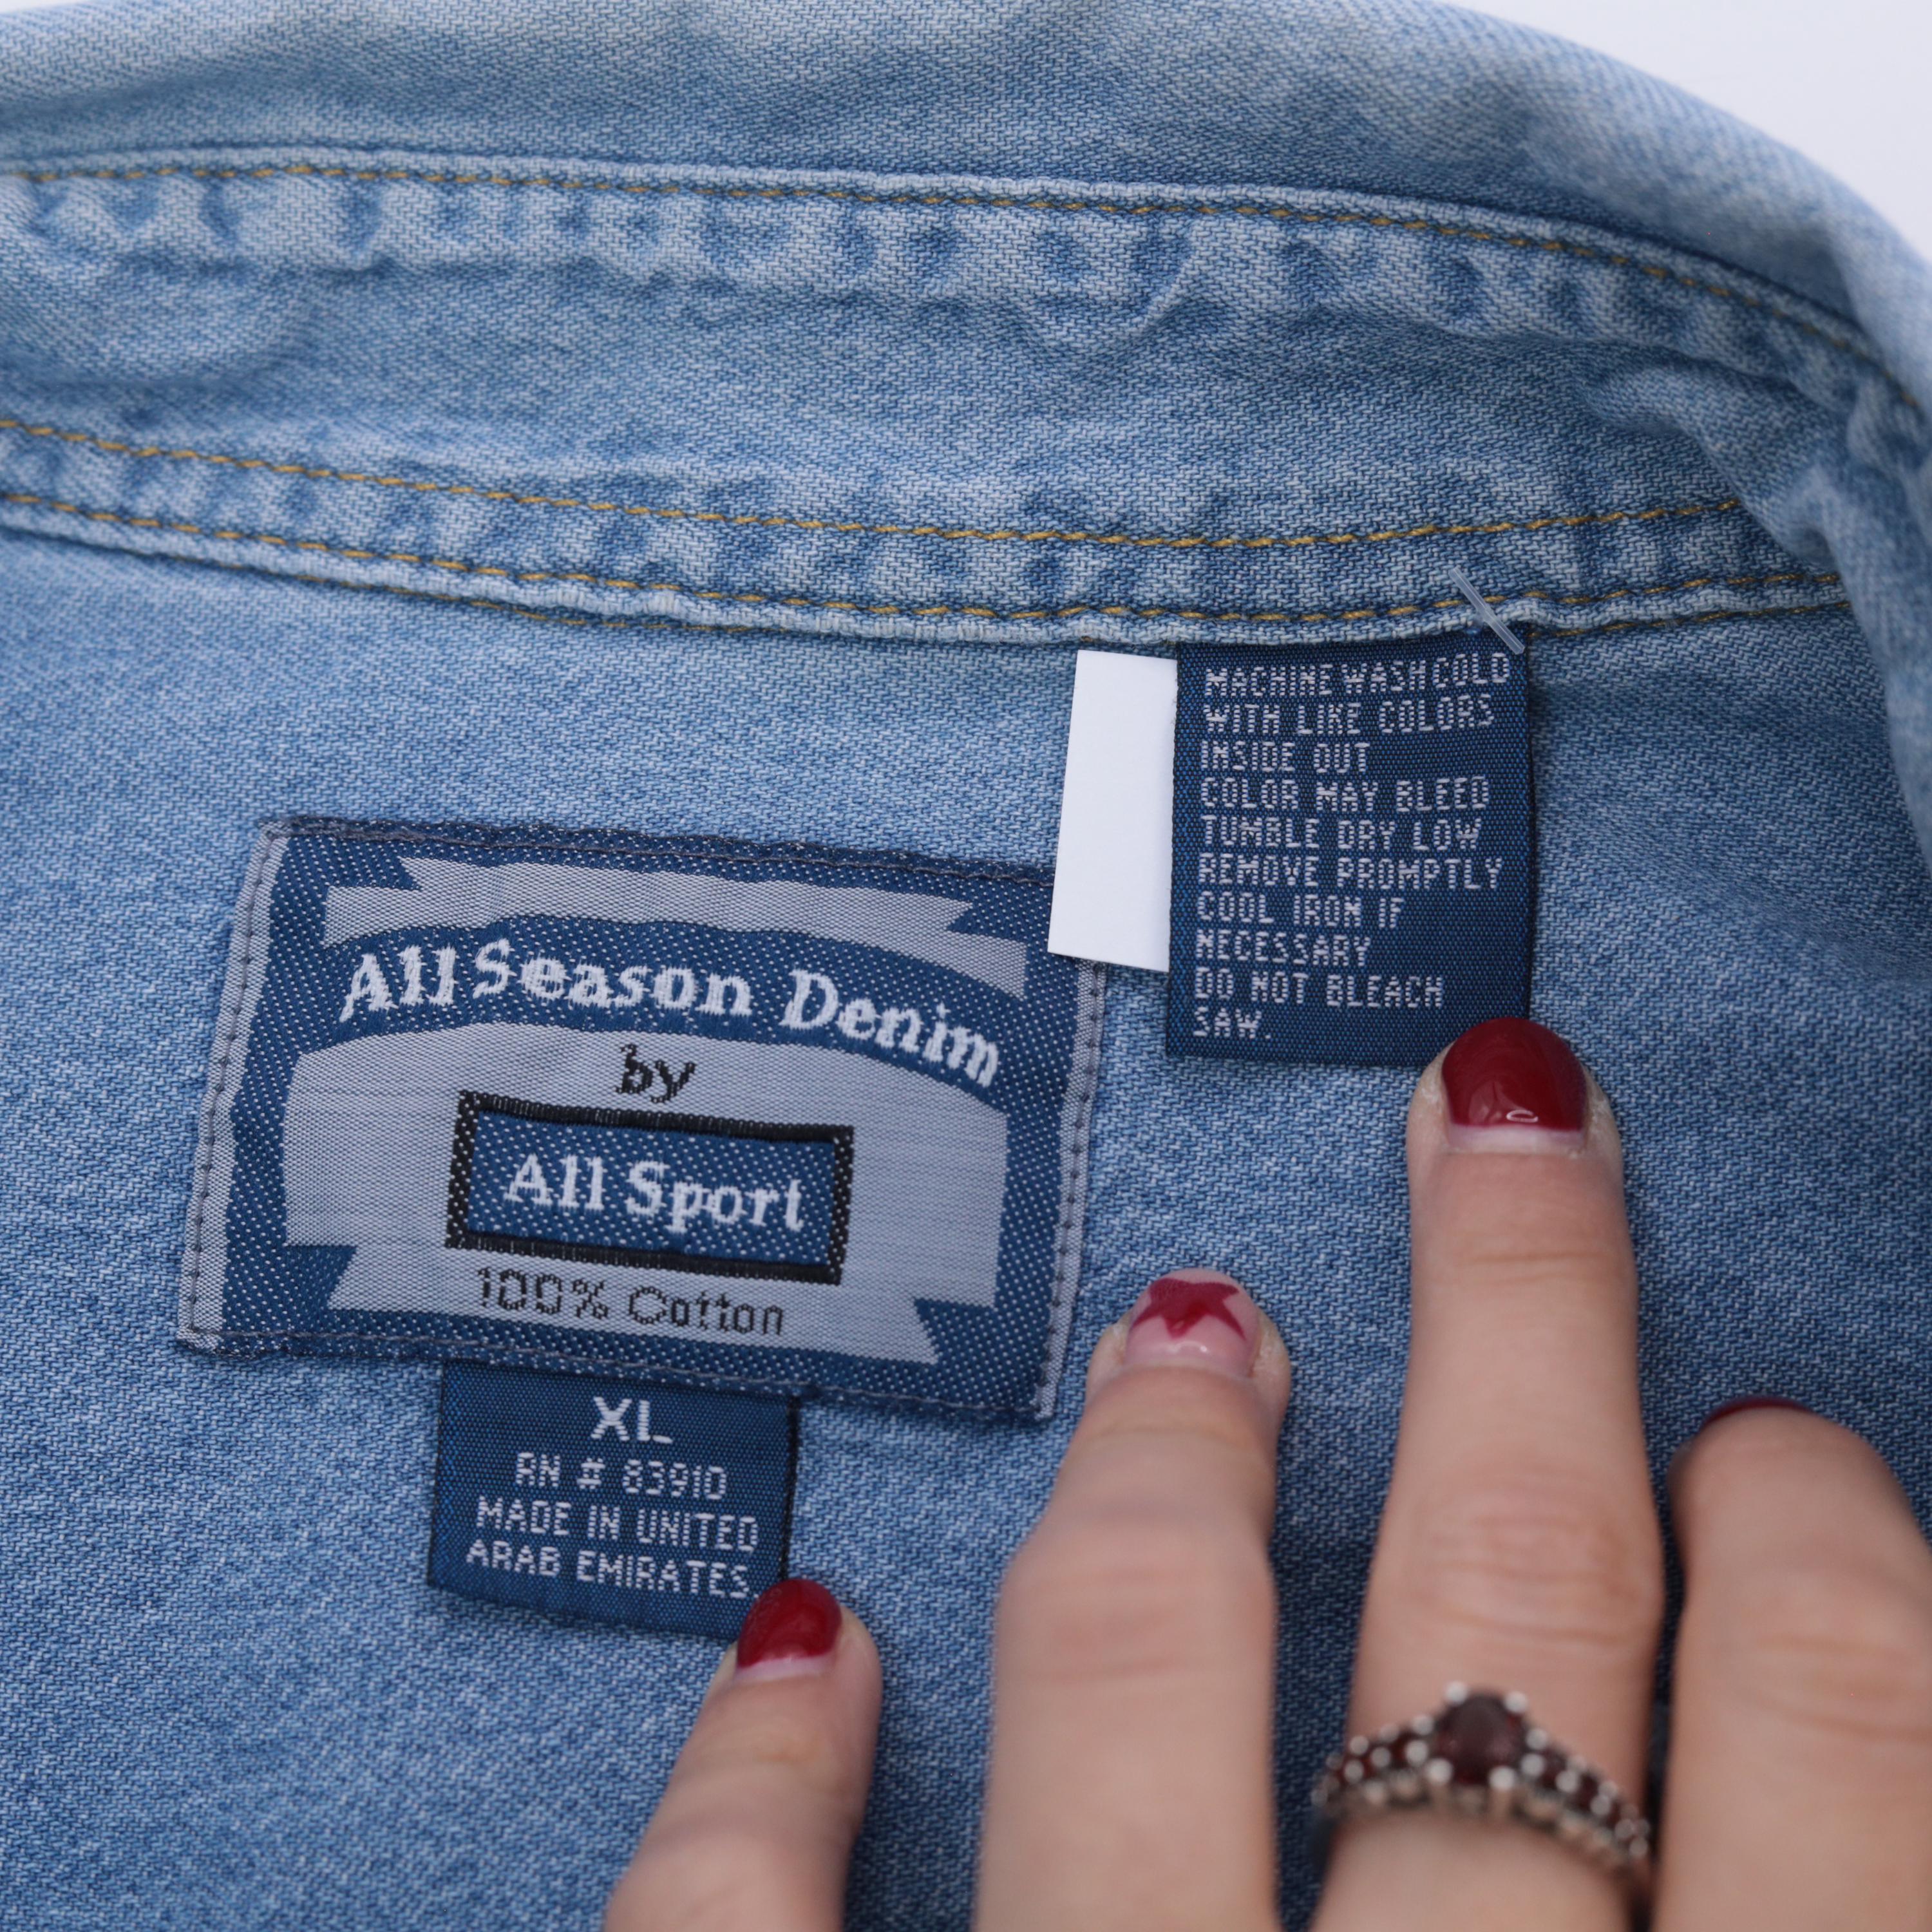 MACHINE WASH COLD
WITH LIKE COLORS
INSIDE OUT
COLOR MAY BLEED
TUMBLE DRY LOW
REMOVE PROMPTLY
COOL IRON IF
NECESSARY
DO NOT BLEACH
SAW.
All Season Denim
by
All Sport
100% Cotton
XL
RN # 83910
MADE IN UNITED
ARAB EMIRATES.